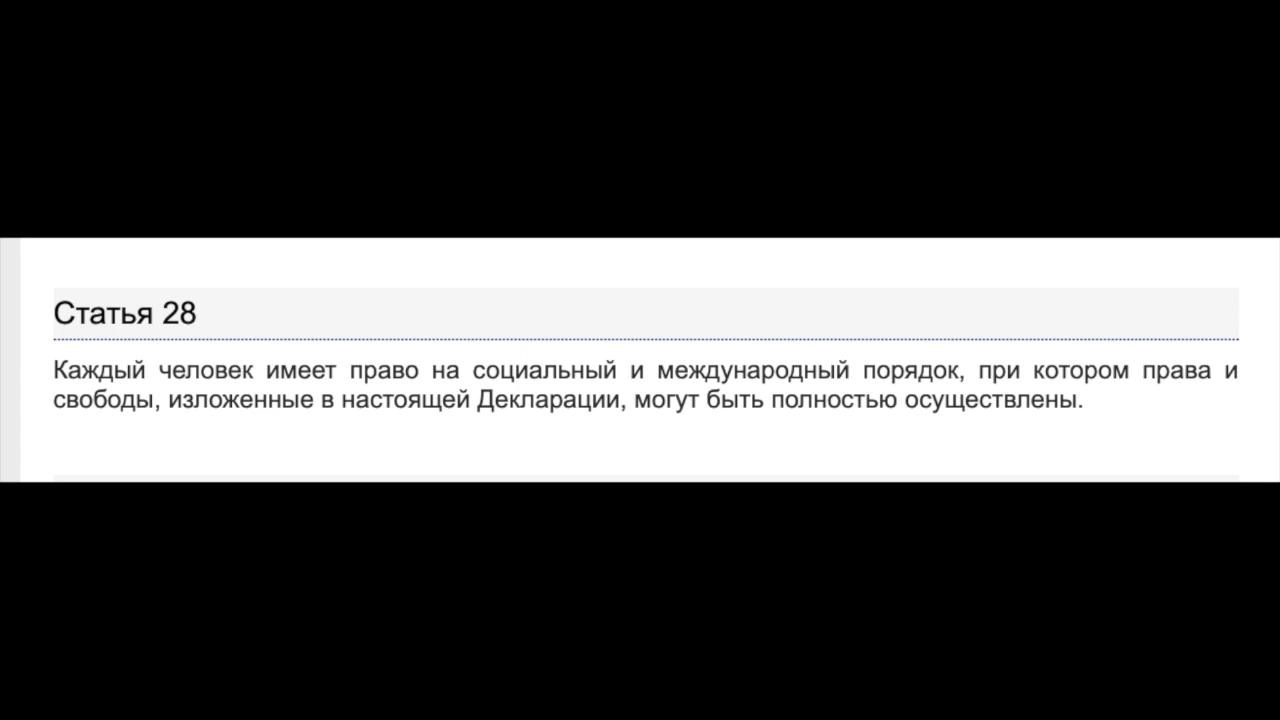 Статья 28
Каждый человек имеет право на социальный и международный порядок, при котором права и
свободы, изложенные в настоящей Декларации, могут быть полностью осуществлены.